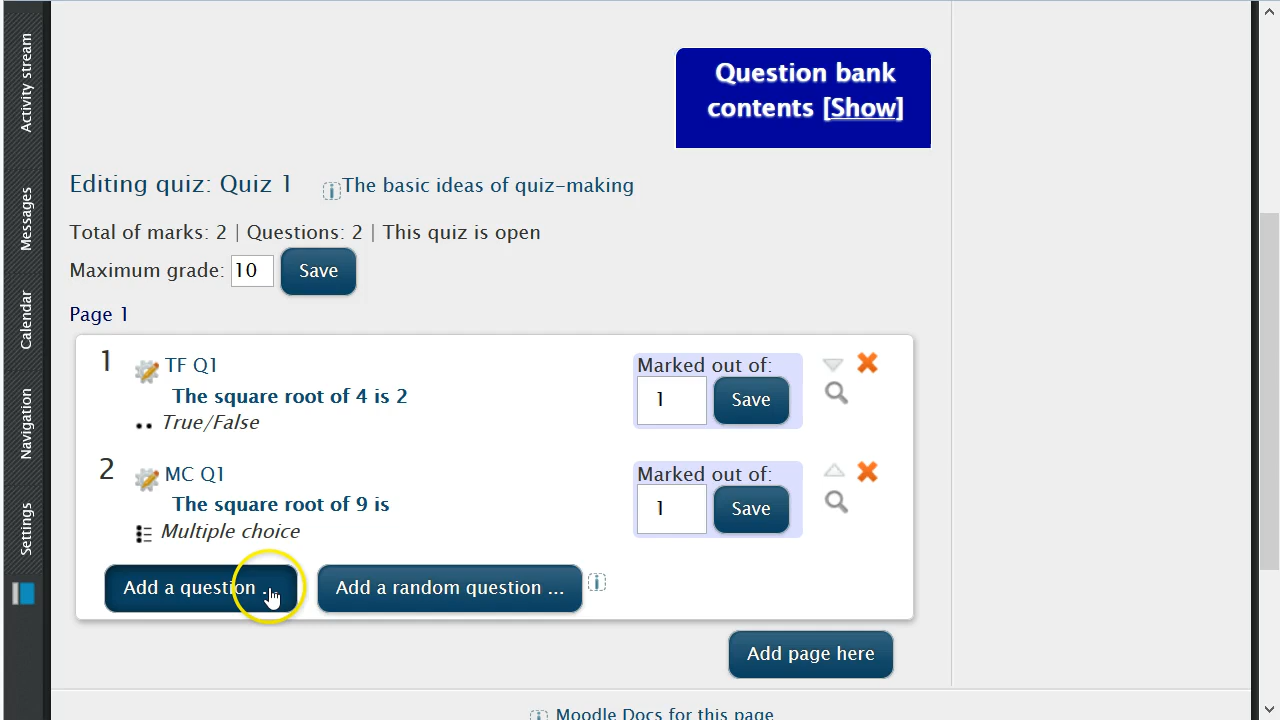 Activity stream
Messages
Calendar
Navigation
Settings
Question bank
contents [Show]
Editing quiz: Quiz 1
The basic ideas of quiz-making
Total of marks: 2 | Questions: 2 | This quiz is open
Maximum grade: 10 Save
Page 1
1 TF Q1
The square root of 4 is 2
True/False
Marked out of:
1 Save
2 MC Q1
The square root of 9 is
Multiple choice
Marked out of:
1 Save
Add a question ... Add a random question ...
Add page here
Moodle Docs for this page